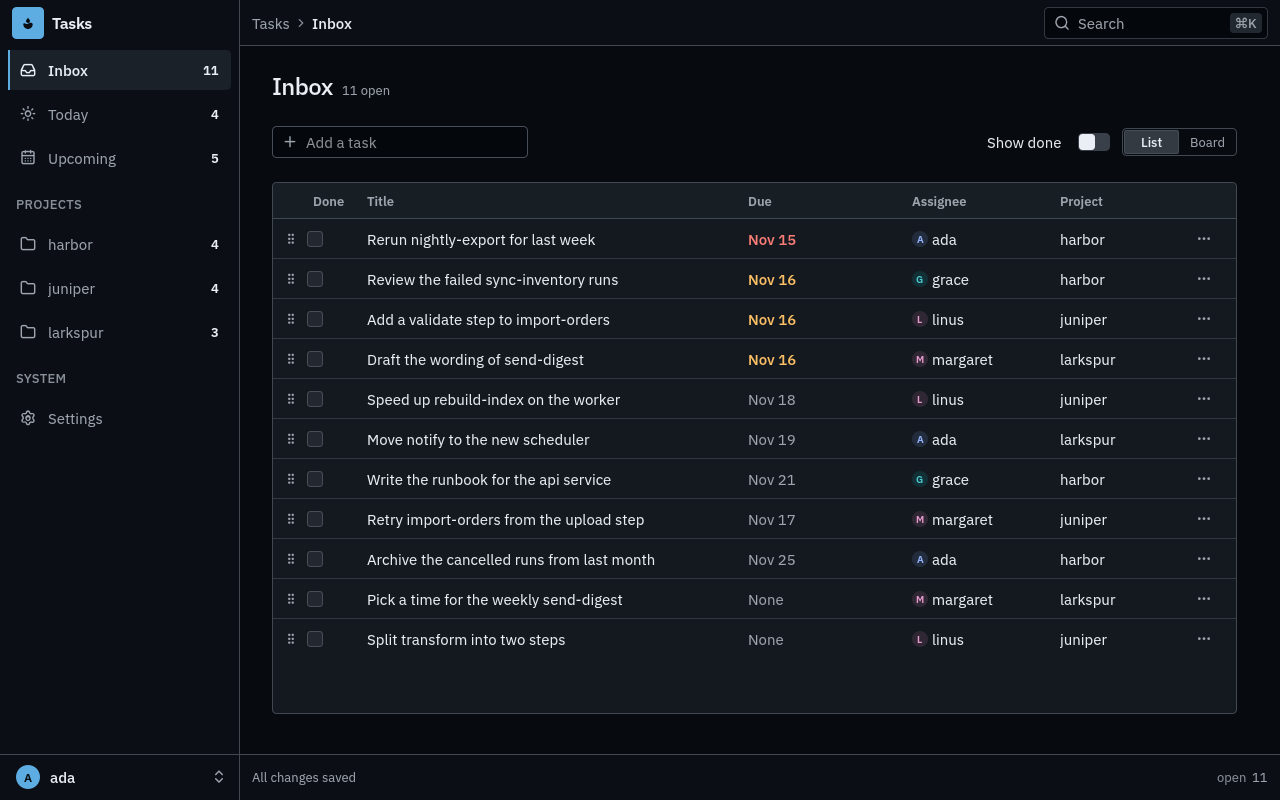 Tasks
Inbox 11
Today 4
Upcoming 5
PROJECTS
harbor 4
juniper 4
larkspur 3
SYSTEM
Settings
A ada
Tasks > Inbox
Search ⌘K
Inbox 11 open
Add a task
Show done List Board
Done Title Due Assignee Project
Rerun nightly-export for last week Nov 15 A ada harbor
Review the failed sync-inventory runs Nov 16 G grace harbor
Add a validate step to import-orders Nov 16 L linus juniper
Draft the wording of send-digest Nov 16 M margaret larkspur
Speed up rebuild-index on the worker Nov 18 L linus juniper
Move notify to the new scheduler Nov 19 A ada larkspur
Write the runbook for the api service Nov 21 G grace harbor
Retry import-orders from the upload step Nov 17 M margaret juniper
Archive the cancelled runs from last month Nov 25 A ada harbor
Pick a time for the weekly send-digest None M margaret larkspur
Split transform into two steps None L linus juniper
All changes saved open 11